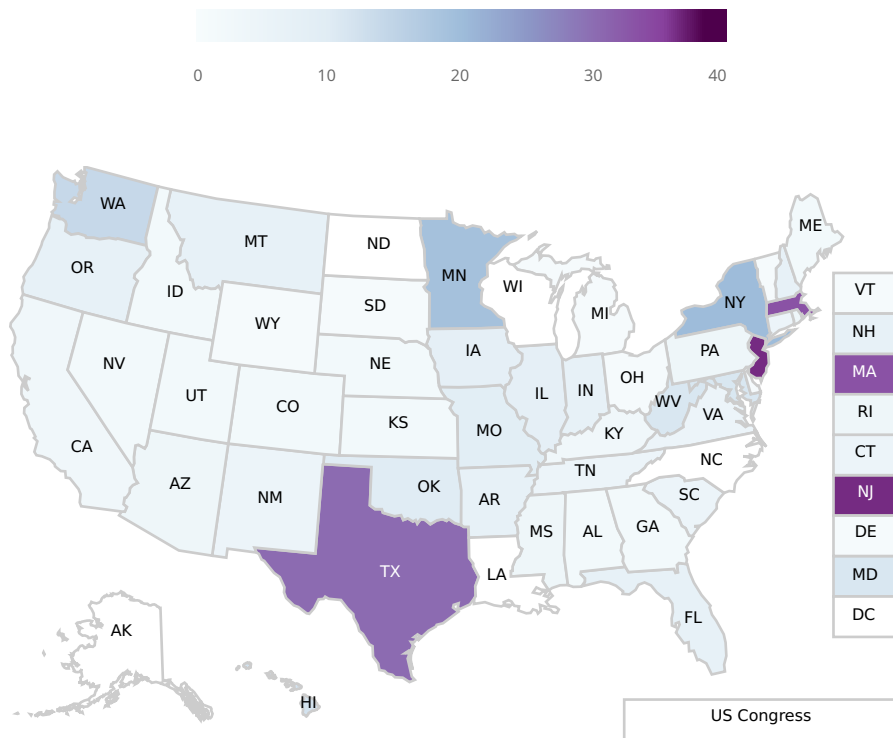 0 10 20 30 40
WA
MT
ND
MN
WI
ME
OR
ID
WY
SD
MI
NY
VT
NH
MA
RI
CT
NJ
DE
MD
DC
NV
UT
CO
NE
KS
IA
IL
IN
OH
PA
WV
VA
MO
KY
NC
CA
AZ
NM
OK
AR
TN
SC
MS
AL
GA
TX
LA
FL
AK
HI
US Congress